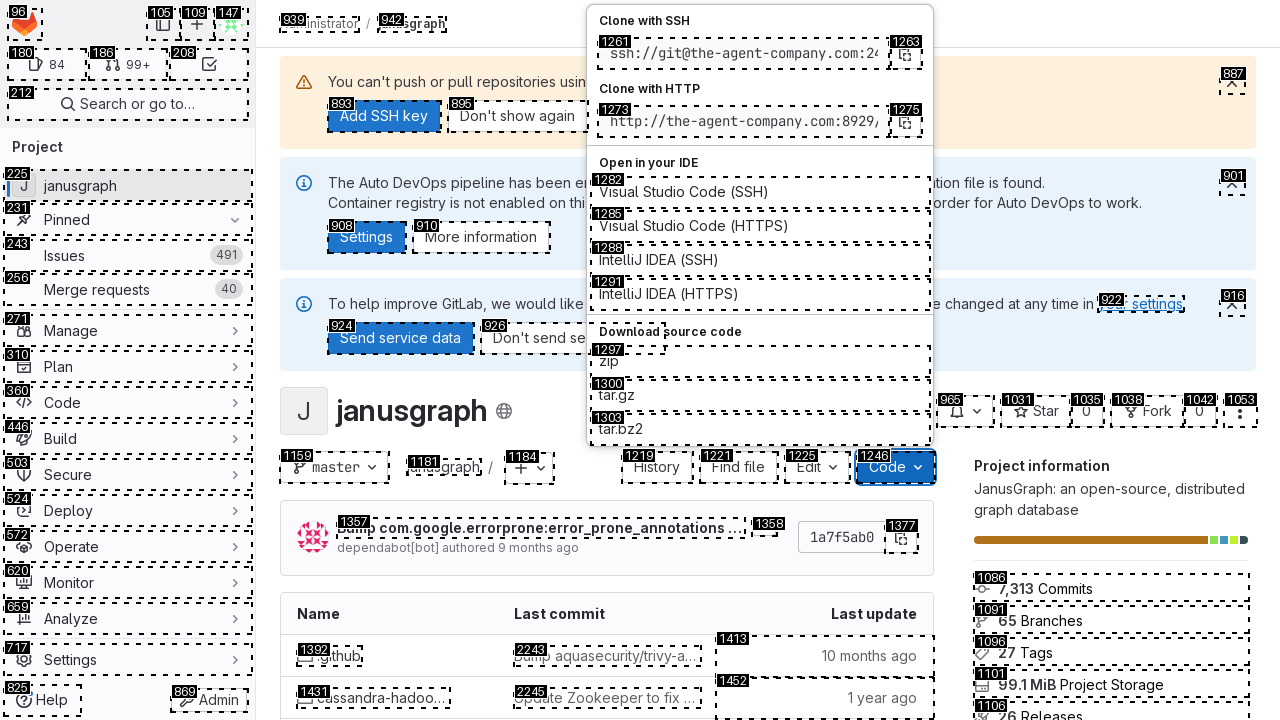 96
105
109
147
180
84
186
99+
208
212
Search or go to…
Project
225
J
janusgraph
231
Pinned
243
Issues
491
256
Merge requests
40
271
Manage
310
Plan
360
Code
446
Build
503
Secure
524
Deploy
572
Operate
620
Monitor
659
Analyze
717
Settings
825
Help
869
Admin
939
Administrator
/
942
janusgraph
You can't push or pull repositories usin
893
Add SSH key
895
Don't show again
887
The Auto DevOps pipeline has been en
ation file is found.
Container registry is not enabled on thi
order for Auto DevOps to work.
901
908
Settings
910
More information
To help improve GitLab, we would like
e changed at any time in
922
settings
916
924
Send service data
926
Don't send se
Clone with SSH
1261
ssh://git@the-agent-company.com:24
1263
Clone with HTTP
1273
http://the-agent-company.com:8929/
1275
Open in your IDE
1282
Visual Studio Code (SSH)
1285
Visual Studio Code (HTTPS)
1288
IntelliJ IDEA (SSH)
1291
IntelliJ IDEA (HTTPS)
Download source code
1297
zip
1300
tar.gz
1303
tar.bz2
J
janusgraph
965
1031
Star
1035
0
1038
Fork
1042
0
1053
1159
master
1181
janusgraph /
1184
1219
History
1221
Find file
1225
Edit
1246
Code
1357
Bump com.google.errorprone:error_prone_annotations …
1358
dependabot[bot] authored 9 months ago
1a7f5ab0
1377
Name
Last commit
Last update
1392
.github
2243
Bump aquasecurity/trivy-a…
1413
10 months ago
1431
cassandra-hadoo…
2245
Update Zookeeper to fix …
1452
1 year ago
Project information
JanusGraph: an open-source, distributed
graph database
1086
7,313 Commits
1091
65 Branches
1096
27 Tags
1101
99.1 MiB Project Storage
1106
26 Releases